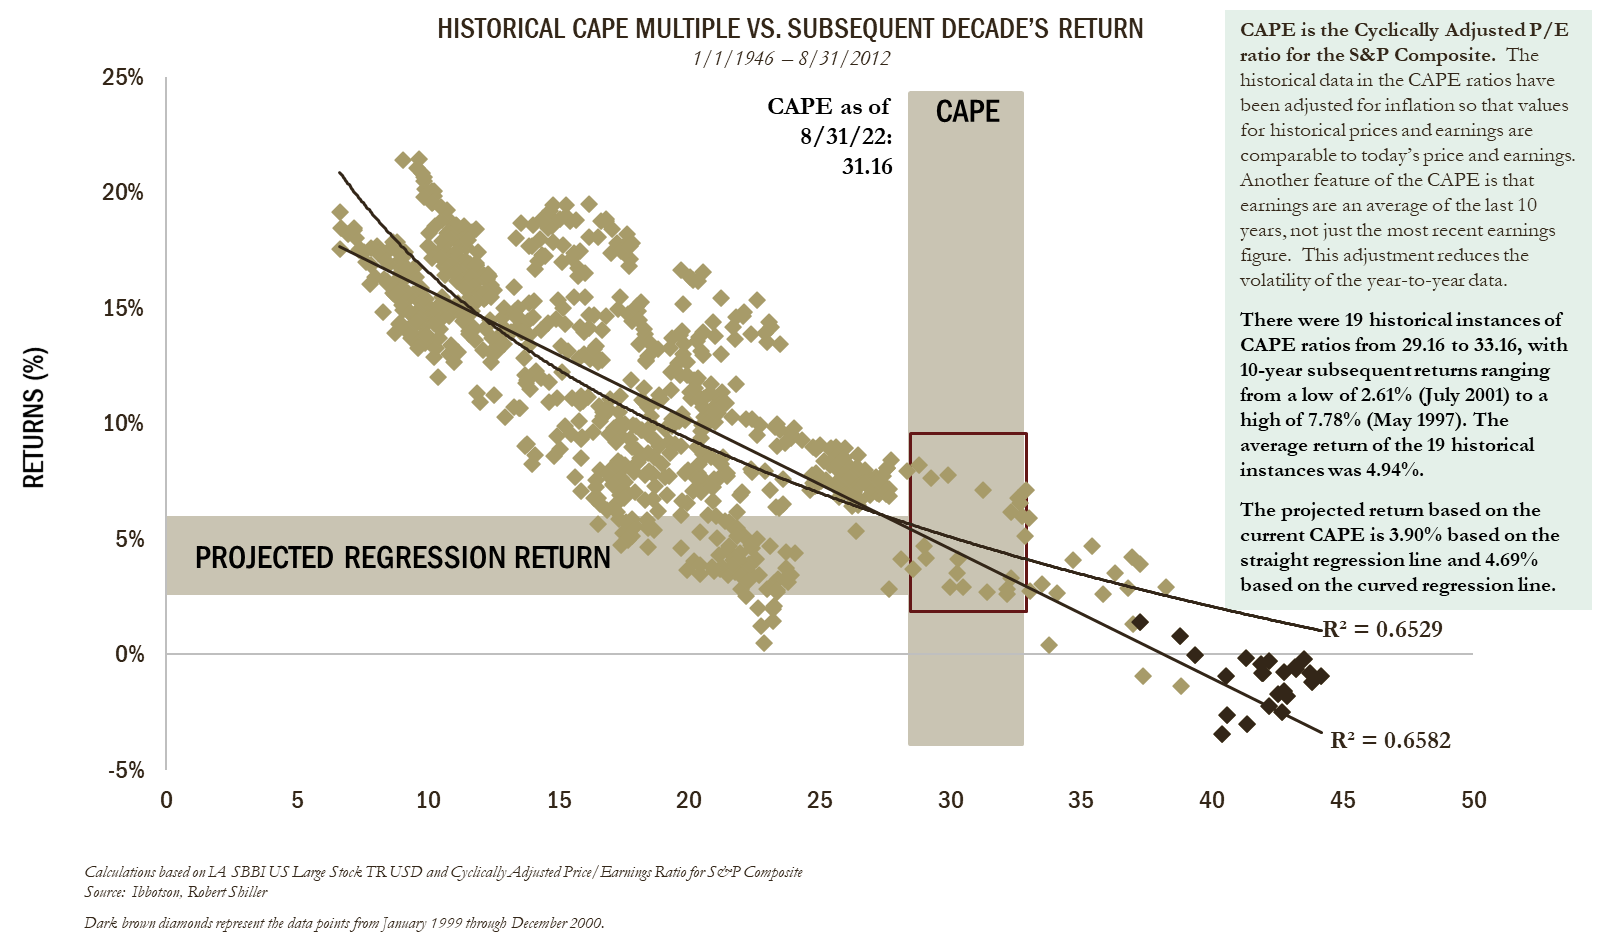 HISTORICAL CAPE MULTIPLE VS. SUBSEQUENT DECADE'S RETURN
1/1/1946 – 8/31/2012
CAPE is the Cyclically Adjusted P/E
ratio for the S&P Composite. The
historical data in the CAPE ratios have
been adjusted for inflation so that values
for historical prices and earnings are
comparable to today's price and earnings.
Another feature of the CAPE is that
earnings are an average of the last 10
years, not just the most recent earnings
figure. This adjustment reduces the
volatility of the year-to-year data.
There were 19 historical instances of
CAPE ratios from 29.16 to 33.16, with
10-year subsequent returns ranging
from a low of 2.61% (July 2001) to a
high of 7.78% (May 1997). The
average return of the 19 historical
instances was 4.94%.
The projected return based on the
current CAPE is 3.90% based on the
straight regression line and 4.69%
based on the curved regression line.
CAPE as of
8/31/22:
31.16
CAPE
RETURNS (%)
25%
20%
15%
10%
5%
0%
-5%
PROJECTED REGRESSION RETURN
R² = 0.6529
R² = 0.6582
0 5 10 15 20 25 30 35 40 45 50
Calculations based on IA SBBI US Large Stock TR USD and Cyclically Adjusted Price/Earnings Ratio for S&P Composite
Source: Ibbotson, Robert Shiller
Dark brown diamonds represent the data points from January 1999 through December 2000.